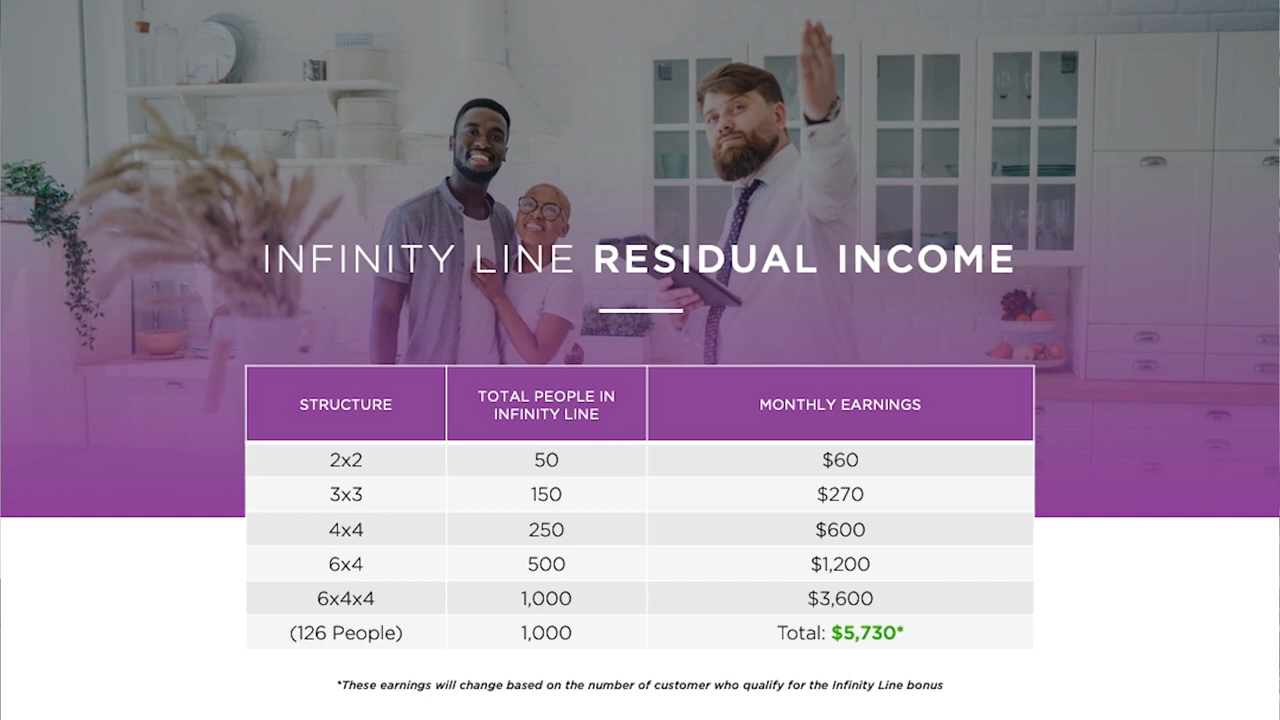 INFINITY LINE RESIDUAL INCOME
STRUCTURE
TOTAL PEOPLE IN
INFINITY LINE
MONTHLY EARNINGS
2x2 50 $60
3x3 150 $270
4x4 250 $600
6x4 500 $1,200
6x4x4 1,000 $3,600
(126 People) 1,000 Total: $5,730*
*These earnings will change based on the number of customer who qualify for the Infinity Line bonus